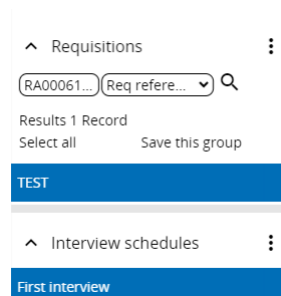 Requisitions
RA00061... Req refere...
Results 1 Record
Select all Save this group
TEST
Interview schedules
First interview